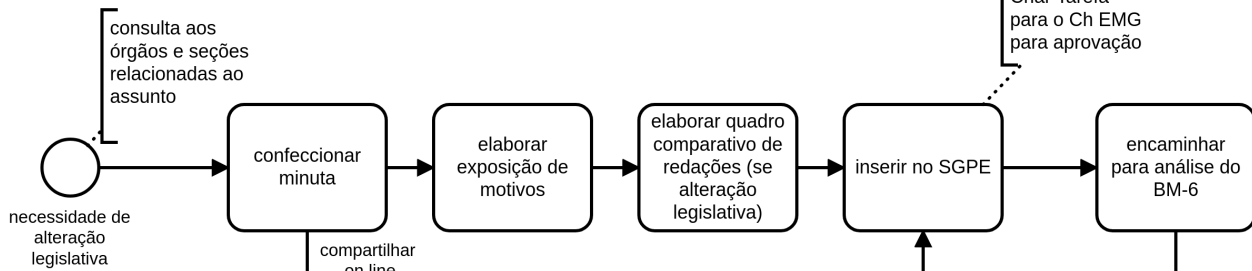 consulta aos
órgãos e seções
relacionadas ao
assunto
para o Ch EMG
para aprovação
necessidade de
alteração
legislativa
confeccionar
minuta
compartilhar
on line
elaborar
exposição de
motivos
elaborar quadro
comparativo de
redações (se
alteração
legislativa)
inserir no SGPE
encaminhar
para análise do
BM-6